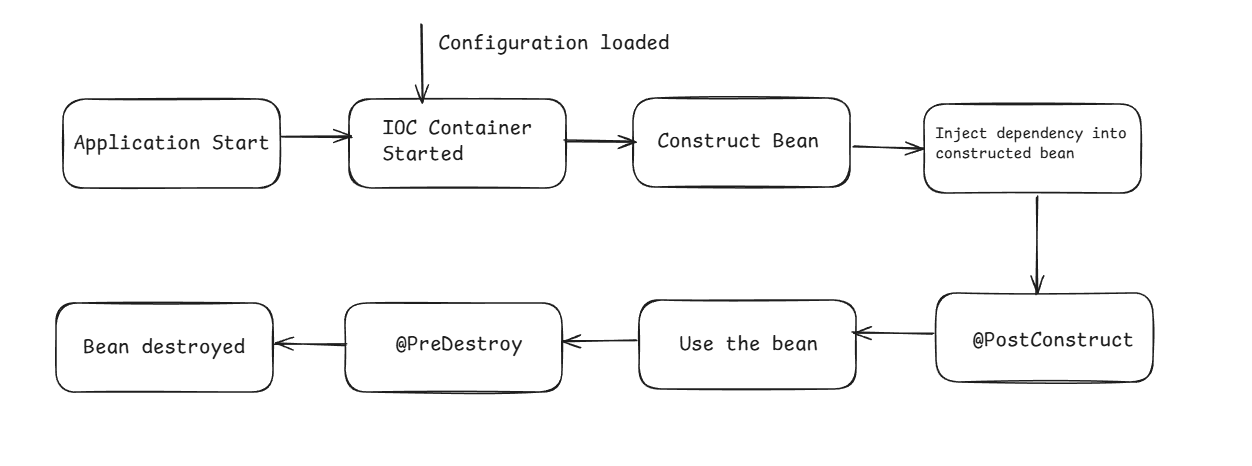 Configuration loaded
Application Start
IOC Container
Started
Construct Bean
Inject dependency into
constructed bean
@PostConstruct
Use the bean
@PreDestroy
Bean destroyed